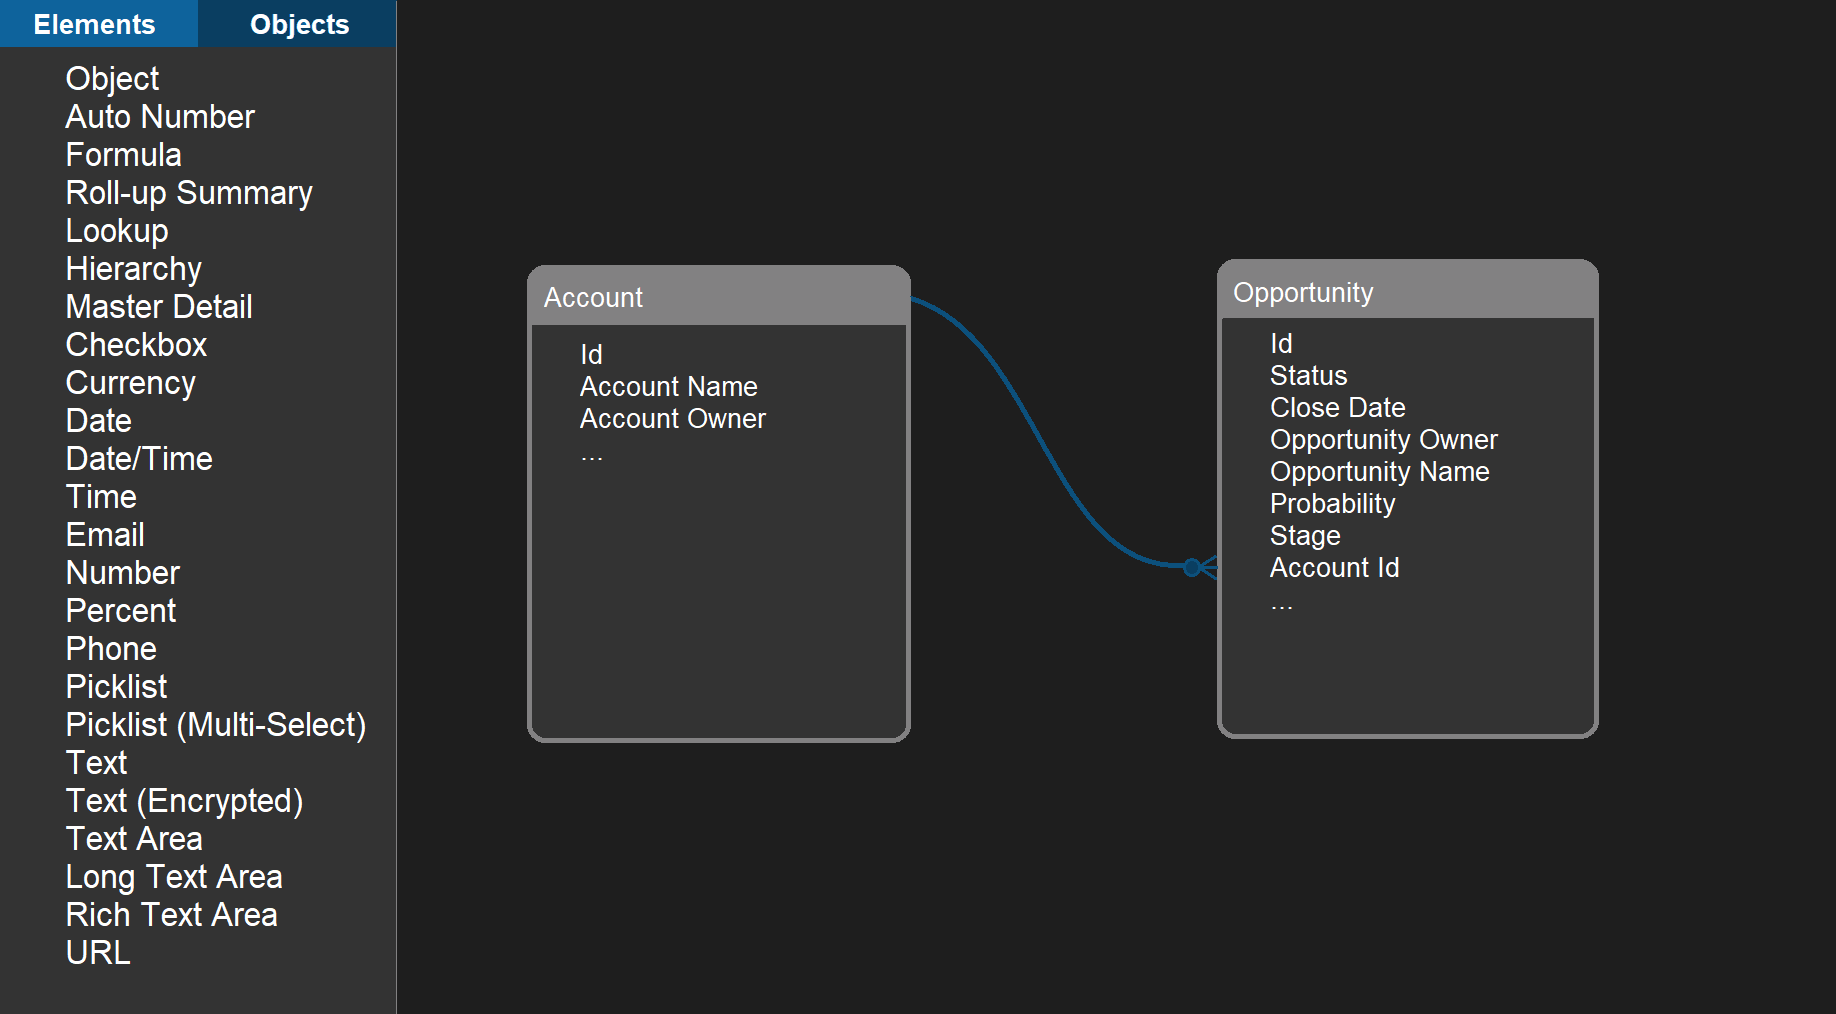 Elements
Objects
Object
Auto Number
Formula
Roll-up Summary
Lookup
Hierarchy
Master Detail
Checkbox
Currency
Date
Date/Time
Time
Email
Number
Percent
Phone
Picklist
Picklist (Multi-Select)
Text
Text (Encrypted)
Text Area
Long Text Area
Rich Text Area
URL
Account
Id
Account Name
Account Owner
...
Opportunity
Id
Status
Close Date
Opportunity Owner
Opportunity Name
Probability
Stage
Account Id
...